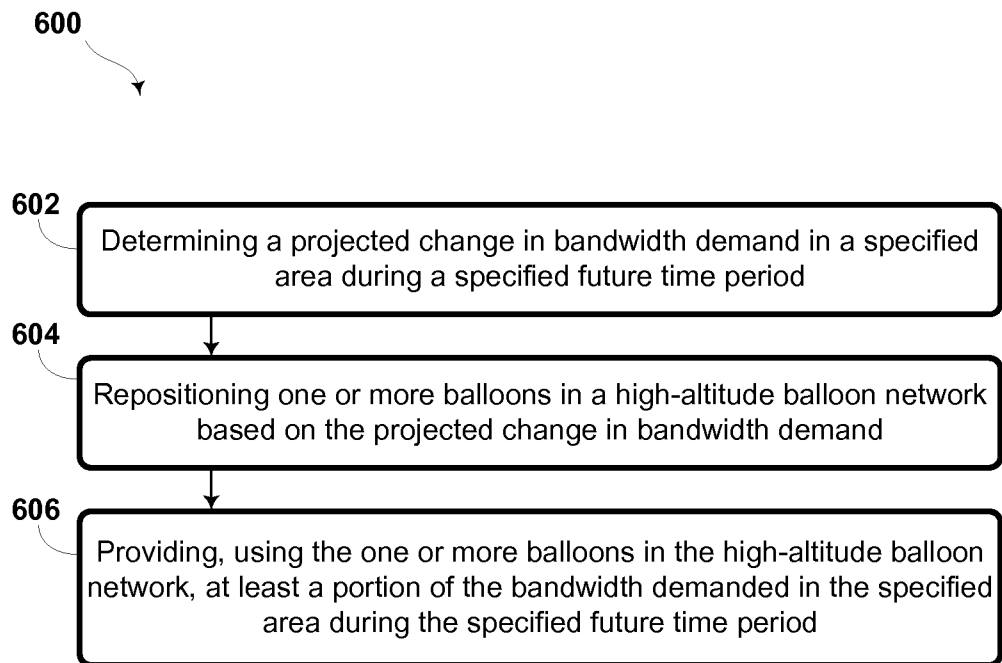 600
602
Determining a projected change in bandwidth demand in a specified
area during a specified future time period
604
Repositioning one or more balloons in a high-altitude balloon network
based on the projected change in bandwidth demand
606
Providing, using the one or more balloons in the high-altitude balloon
network, at least a portion of the bandwidth demanded in the specified
area during the specified future time period